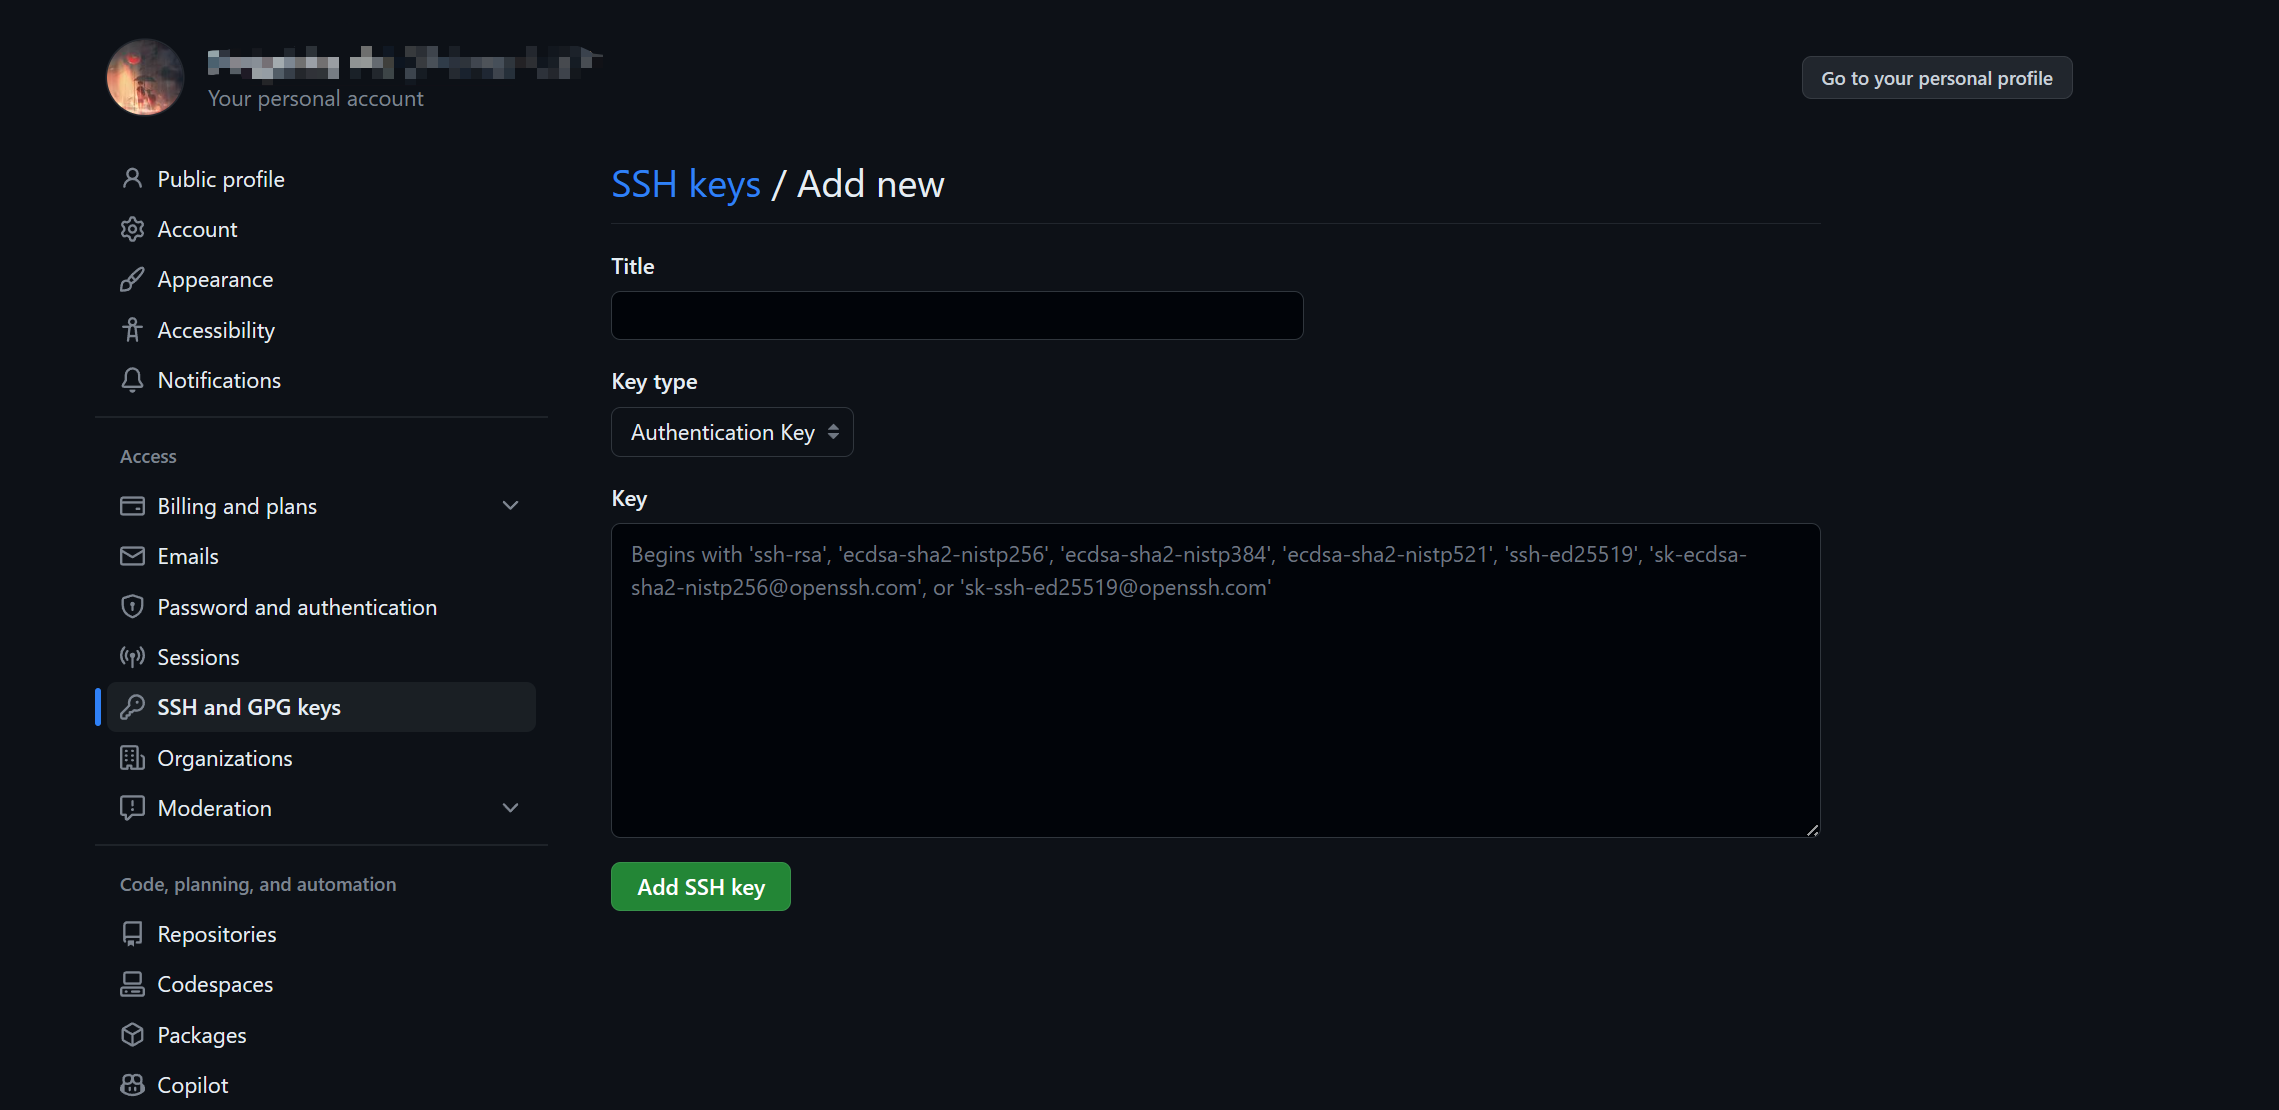 Your personal account
Go to your personal profile
Public profile
Account
Appearance
Accessibility
Notifications
Access
Billing and plans
Emails
Password and authentication
Sessions
SSH and GPG keys
Organizations
Moderation
Code, planning, and automation
Repositories
Codespaces
Packages
Copilot
SSH keys / Add new
Title
Key type
Authentication Key
Key
Begins with 'ssh-rsa', 'ecdsa-sha2-nistp256', 'ecdsa-sha2-nistp384', 'ecdsa-sha2-nistp521', 'ssh-ed25519', 'sk-ecdsa-
sha2-nistp256@openssh.com', or 'sk-ssh-ed25519@openssh.com'
Add SSH key